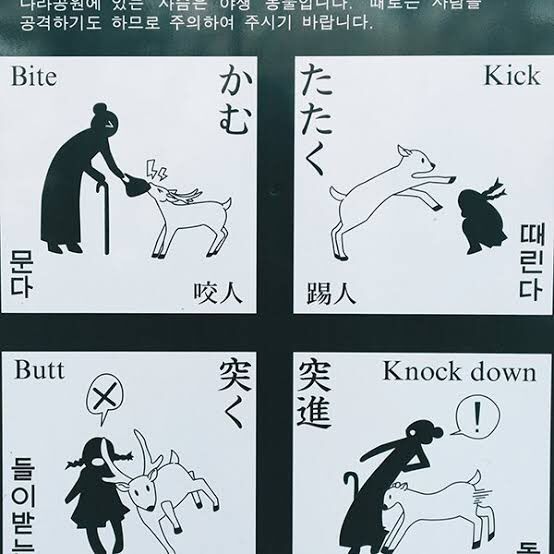 나라공원에 있는 사슴은 야생 동물입니다. 때로는 사람을
공격하기도 하므로 주의하여 주시기 바랍니다.
Bite
かむ
문다
咬人
たたく
Kick
踢人
때린다
Butt
突く
들이받는
突進
Knock down
!